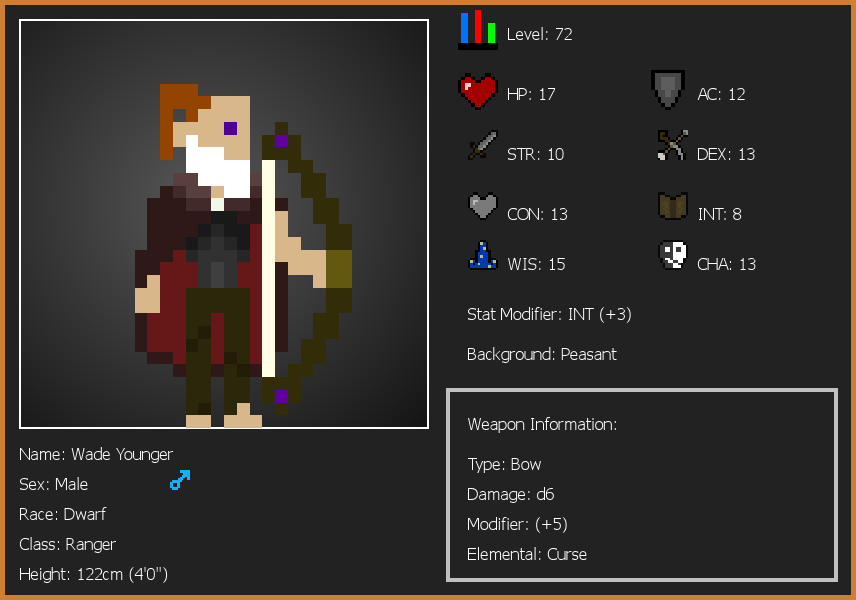 Level: 72
HP: 17
AC: 12
STR: 10
DEX: 13
CON: 13
INT: 8
WIS: 15
CHA: 13
Stat Modifier: INT (+3)
Background: Peasant
Weapon Information:
Type: Bow
Damage: d6
Modifier: (+5)
Elemental: Curse
Name: Wade Younger
Sex: Male
Race: Dwarf
Class: Ranger
Height: 122cm (4'0")